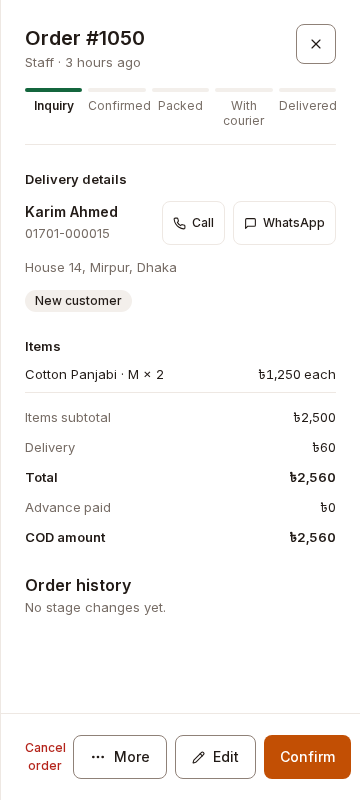 Order #1050
Staff · 3 hours ago
Inquiry
Confirmed
Packed
With
courier
Delivered
Delivery details
Karim Ahmed
01701-000015
Call
WhatsApp
House 14, Mirpur, Dhaka
New customer
Items
Cotton Panjabi · M × 2 ৳1,250 each
Items subtotal ৳2,500
Delivery ৳60
Total ৳2,560
Advance paid ৳0
COD amount ৳2,560
Order history
No stage changes yet.
Cancel
order
More
Edit
Confirm